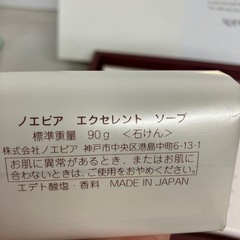 ノエビア エクセレント ソープ
標準重量 90g <石けん>
株式会社ノエビア 神戸市中央区港島中町6-13-1
お肌に異常があるとき、またはお肌に
合わないときは、ご使用をおやめください。
エデト酸塩・香料 MADE IN JAPAN